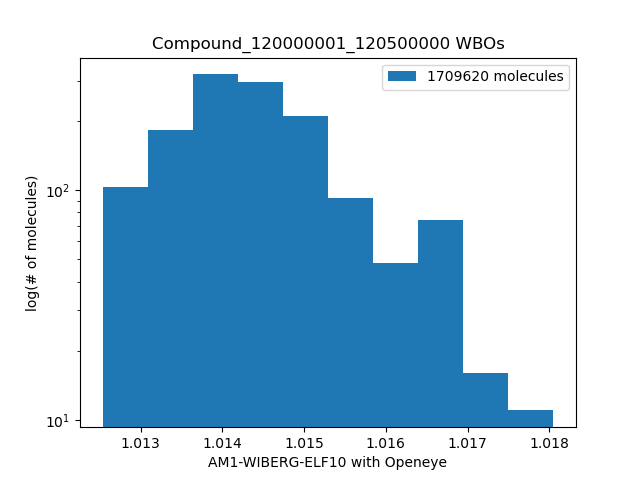 Compound_120000001_120500000 WBOs
1709620 molecules
log(# of molecules)
10²
10¹
1.013 1.014 1.015 1.016 1.017 1.018
AM1-WIBERG-ELF10 with Openeye